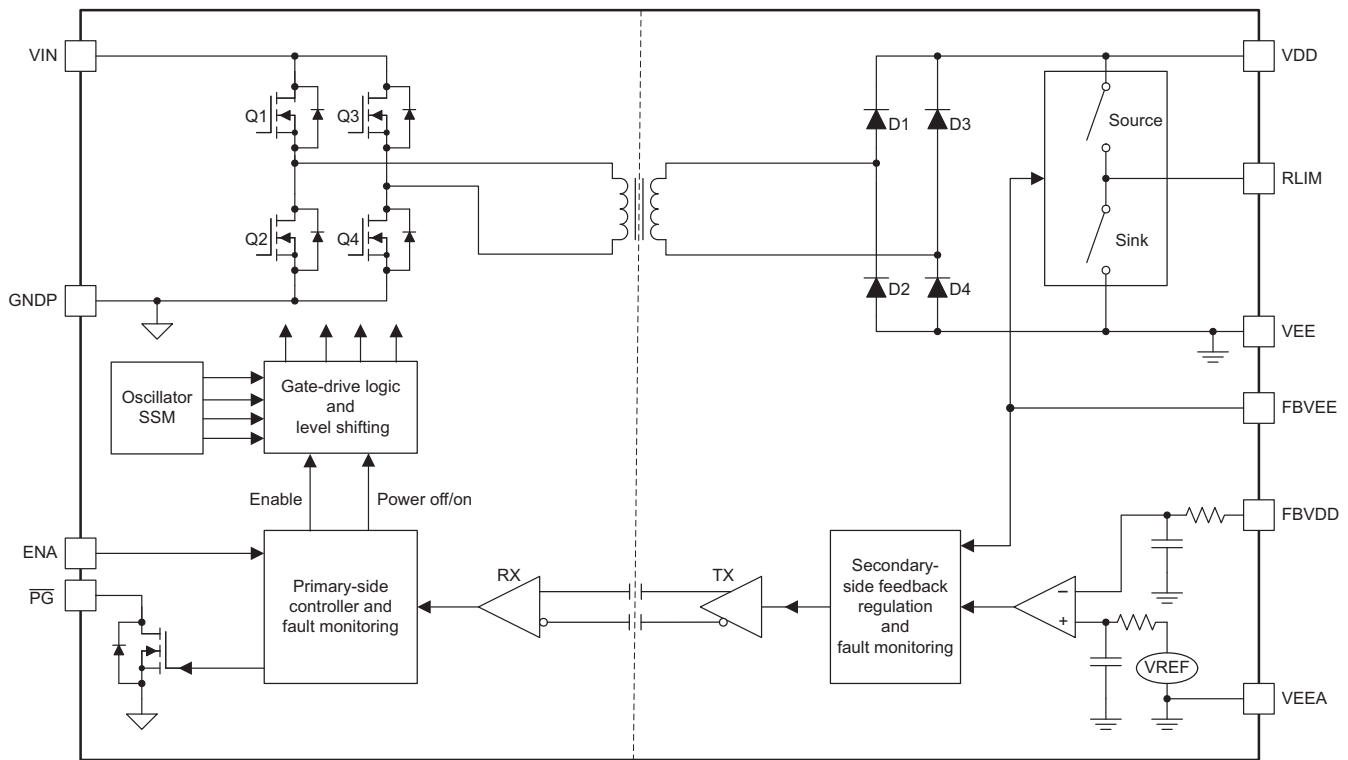 VIN
VDD
Q1
Q3
D1
D3
Source
RLIM
Q2
Q4
Sink
D2
D4
GNDP
VEE
Oscillator
SSM
Gate-drive logic
and
level shifting
FBVEE
Enable
Power off/on
FBVDD
ENA
PG
Primary-side
controller and
fault monitoring
RX
TX
Secondary-
side feedback
regulation
and
fault monitoring
−
+
VREF
VEEA